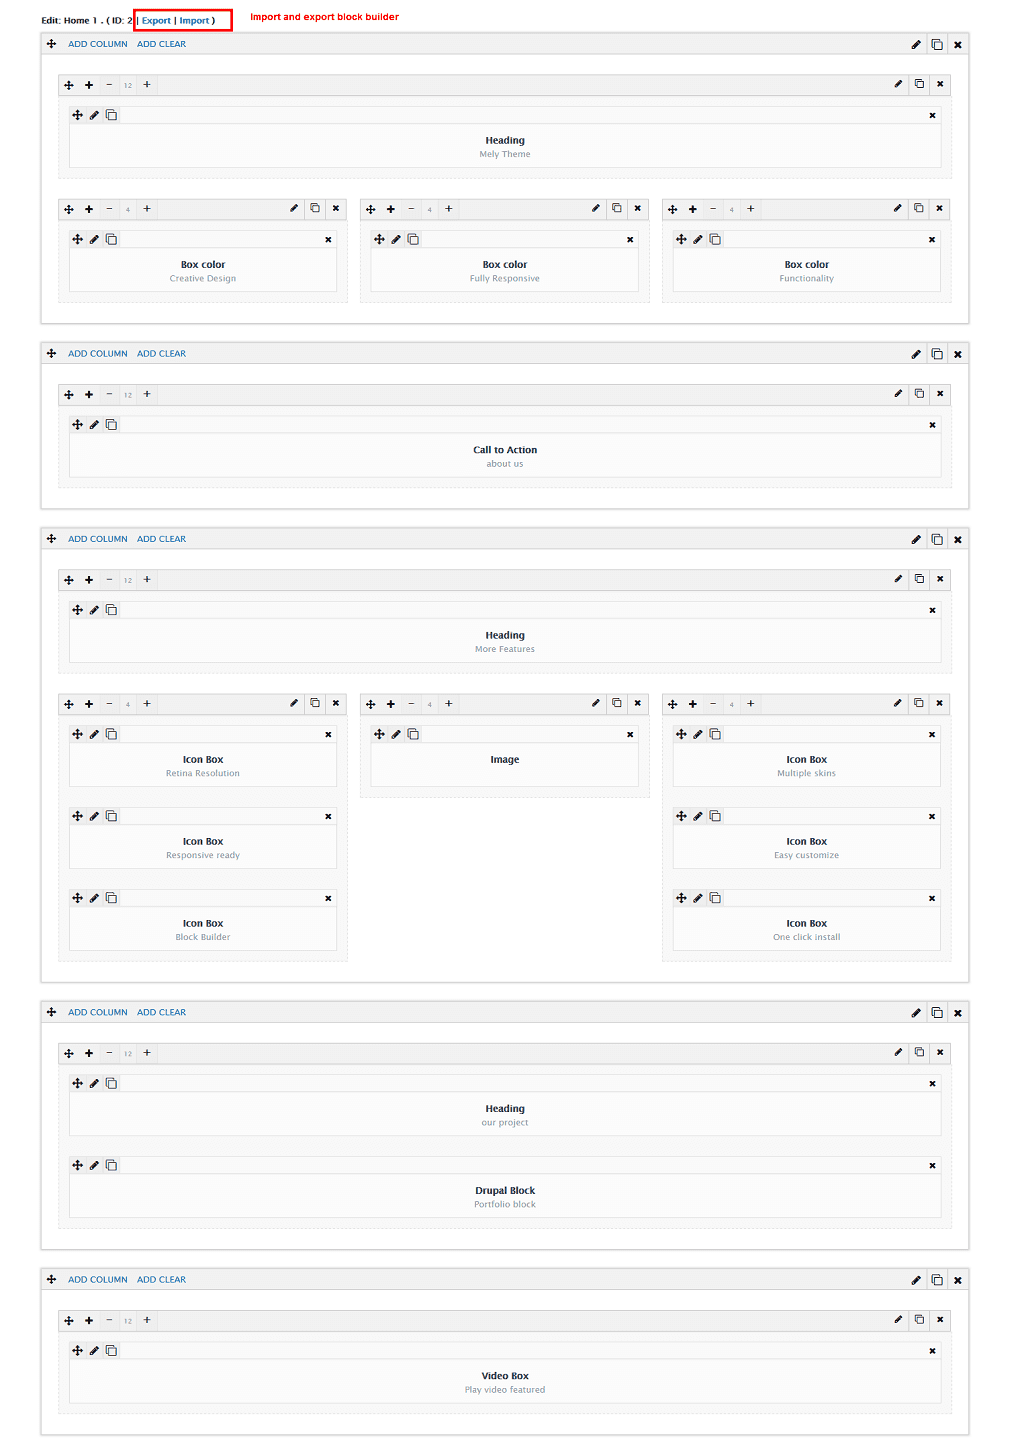 Edit: Home 1 . ( ID: 2 | Export | Import )
Import and export block builder
ADD COLUMN ADD CLEAR
12
Heading
Mely Theme
4 4 4
Box color Box color Box color
Creative Design Fully Responsive Functionality
ADD COLUMN ADD CLEAR
12
Call to Action
about us
ADD COLUMN ADD CLEAR
12
Heading
More Features
4 4 4
Icon Box Image Icon Box
Retina Resolution Multiple skins
Icon Box Icon Box
Responsive ready Easy customize
Icon Box Icon Box
Block Builder One click install
ADD COLUMN ADD CLEAR
12
Heading
our project
Drupal Block
Portfolio block
ADD COLUMN ADD CLEAR
12
Video Box
Play video featured